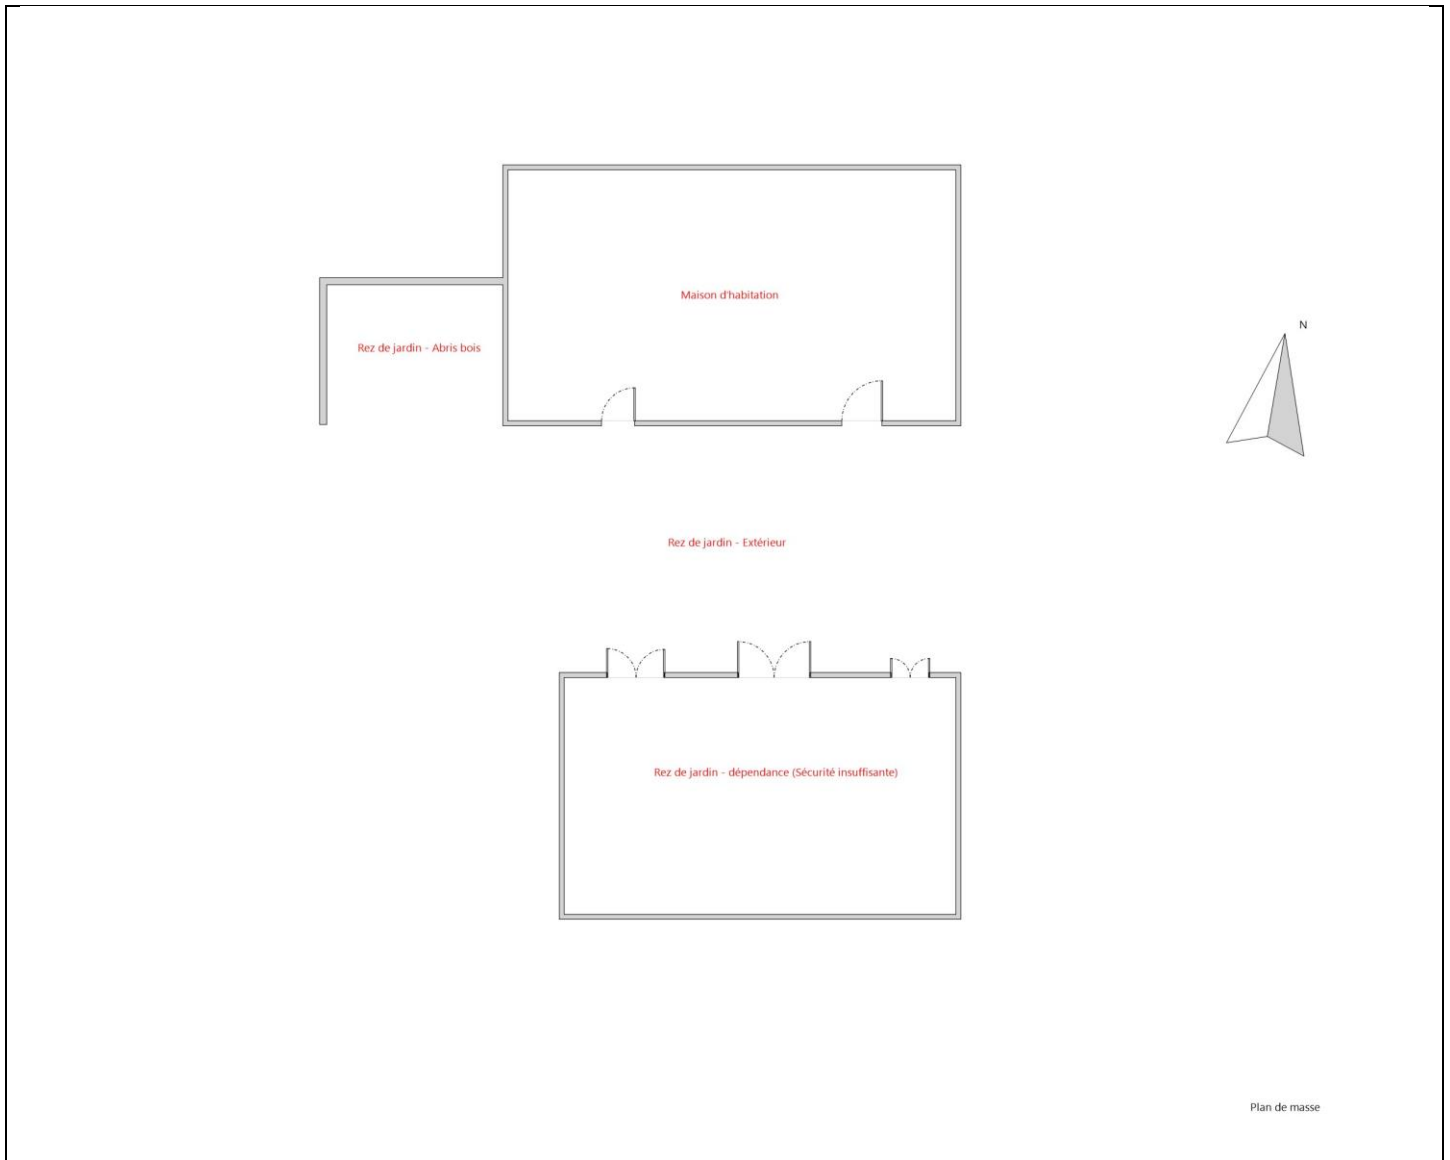 Maison d'habitation
N
Rez de jardin - Abris bois
Rez de jardin - Extérieur
Rez de jardin - dépendance (Sécurité insuffisante)
Plan de masse